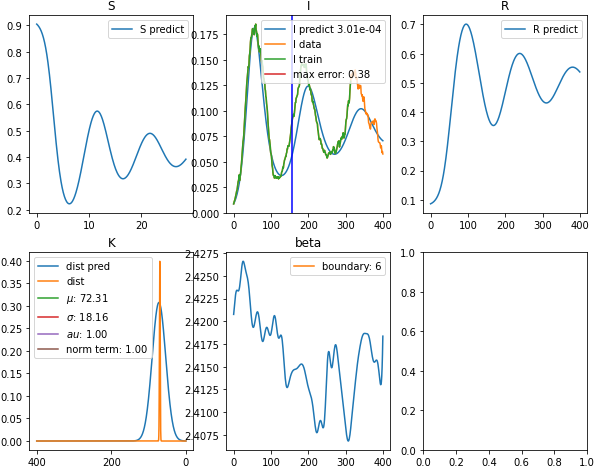 S
0.9
0.8
0.7
0.6
0.5
0.4
0.3
0.2
0 10 20
S predict
I
0.175
0.150
0.125
0.100
0.075
0.050
0.025
0.000
0 100 200 300 400
I predict 3.01e-04
I data
I train
max error: 0.38
R
0.7
0.6
0.5
0.4
0.3
0.2
0.1
0 100 200 300 400
R predict
K
0.40
0.35
0.30
0.25
0.20
0.15
0.10
0.05
0.00
400 200 0
dist pred
dist
μ: 72.31
σ: 18.16
au: 1.00
norm term: 1.00
beta
2.4275
2.4250
2.4225
2.4200
2.4175
2.4150
2.4125
2.4100
2.4075
0 100 200 300 400
boundary: 6
1.0
0.8
0.6
0.4
0.2
0.0
0.0 0.2 0.4 0.6 0.8 1.0